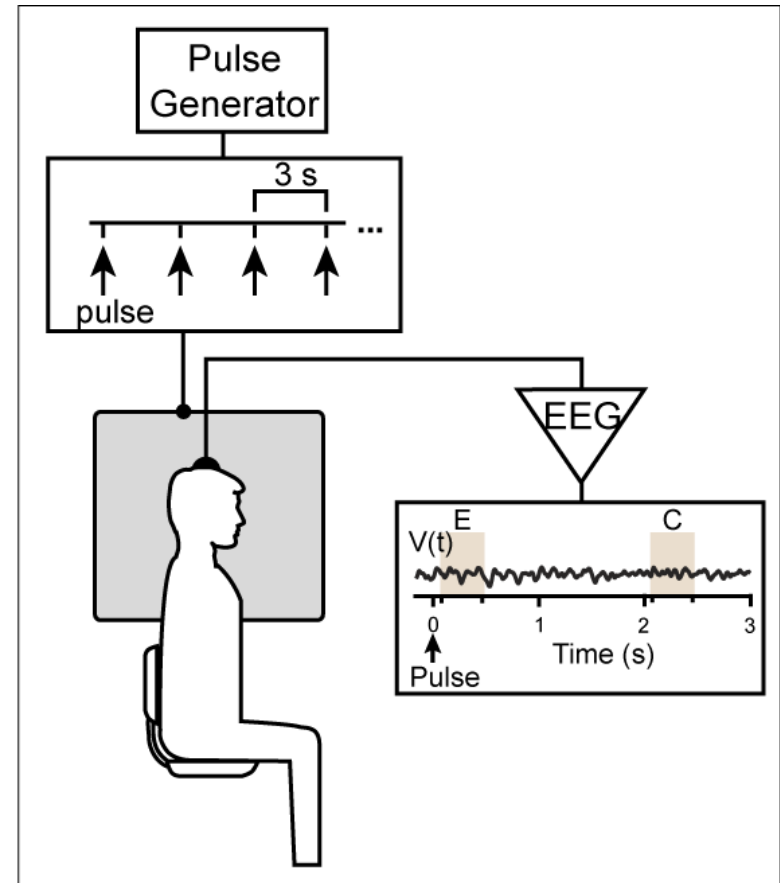 Pulse
Generator
3 s
...
pulse
EEG
E
C
V(t)
0
1
2
3
Time (s)
Pulse